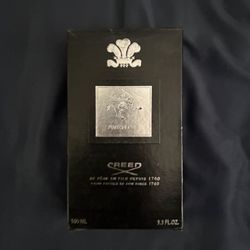 CREED
DE PÈRE EN FILS DEPUIS 1760
FROM FATHER TO SON SINCE 1760
100 ML 3.3 FL.OZ.